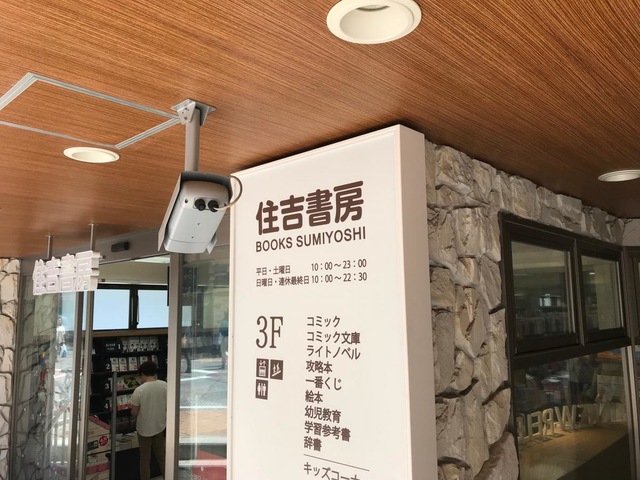 住吉書房
BOOKS SUMIYOSHI
平日・土曜日 10：00～23：00
日曜日・連休最終日 10：00～22：30
3F
コミック
コミック文庫
ライトノベル
攻略本
一番くじ
絵本
幼児教育
学習参考書
辞書
キッズコーナ
住吉書房